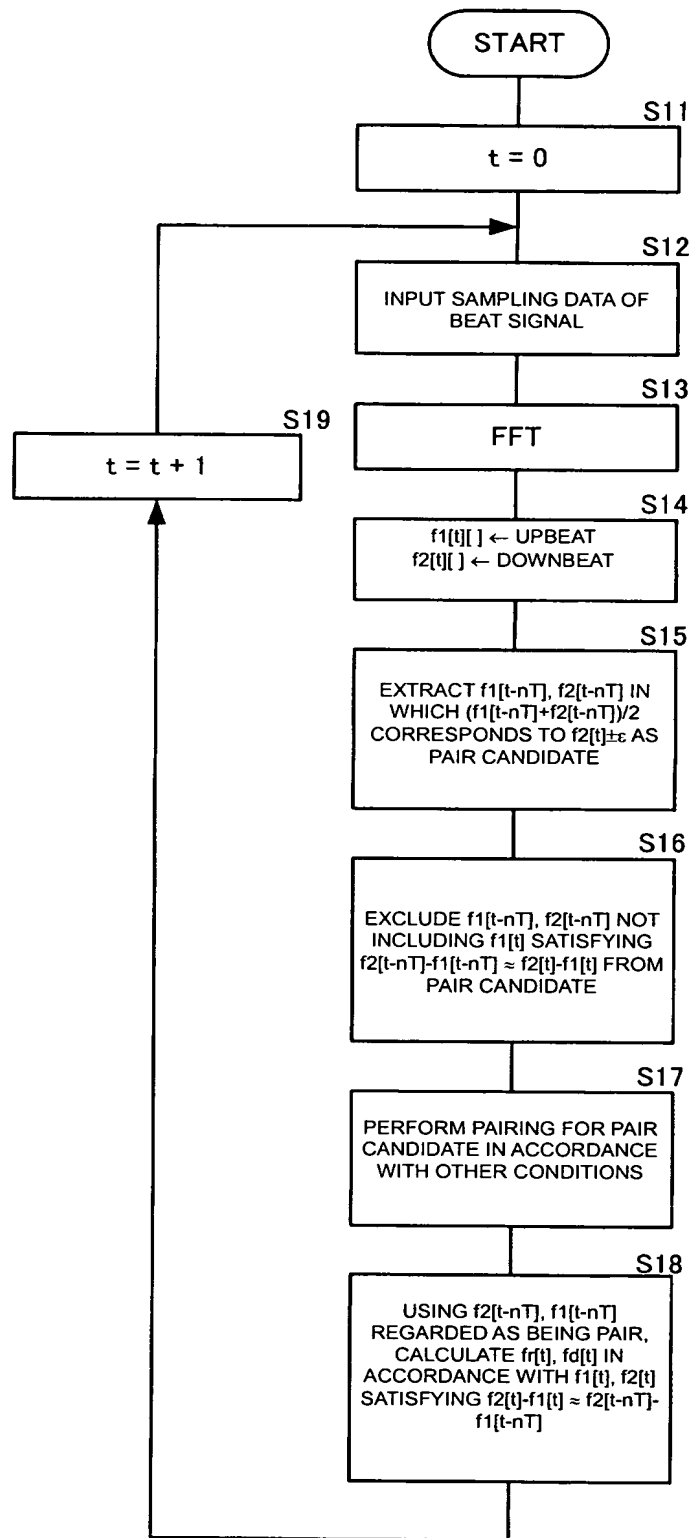 START
S11
t = 0
S12
INPUT SAMPLING DATA OF
BEAT SIGNAL
S13
FFT
S19
t = t + 1
S14
f1[t][ ] ← UPBEAT
f2[t][ ] ← DOWNBEAT
S15
EXTRACT f1[t-nT], f2[t-nT] IN
WHICH (f1[t-nT]+f2[t-nT])/2
CORRESPONDS TO f2[t]±ε AS
PAIR CANDIDATE
S16
EXCLUDE f1[t-nT], f2[t-nT] NOT
INCLUDING f1[t] SATISFYING
f2[t-nT]-f1[t-nT] ≈ f2[t]-f1[t] FROM
PAIR CANDIDATE
S17
PERFORM PAIRING FOR PAIR
CANDIDATE IN ACCORDANCE
WITH OTHER CONDITIONS
S18
USING f2[t-nT], f1[t-nT]
REGARDED AS BEING PAIR,
CALCULATE fr[t], fd[t] IN
ACCORDANCE WITH f1[t], f2[t]
SATISFYING f2[t]-f1[t] ≈ f2[t-nT]-
f1[t-nT]